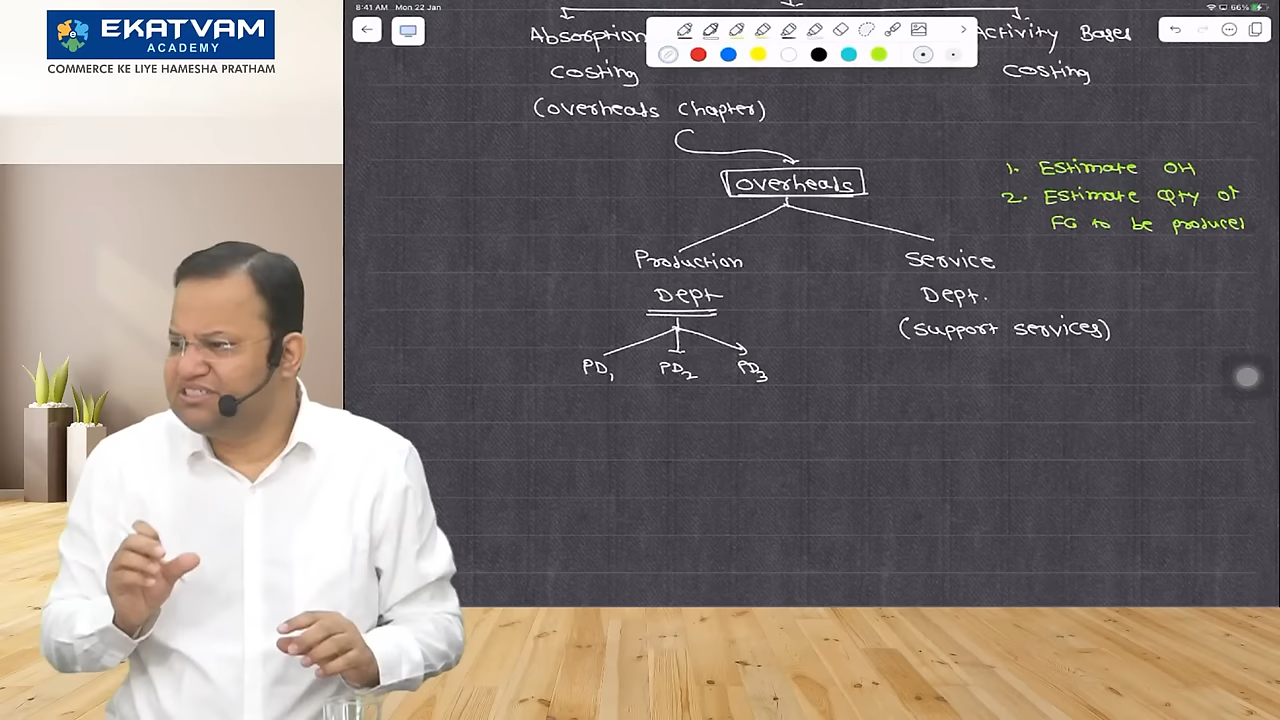 EKATVAM
ACADEMY
COMMERCE KE LIYE HAMESHA PRATHAM
8:41 AM Mon 22 Jan
66%
Absorption
Costing
(overheads chapter)
Activity Based
Costing
overheads
1. Estimate OH
2. Estimate Qty of
FG to be produced
Production
Dept
Service
Dept.
(support services)
PD1 PD2 PD3